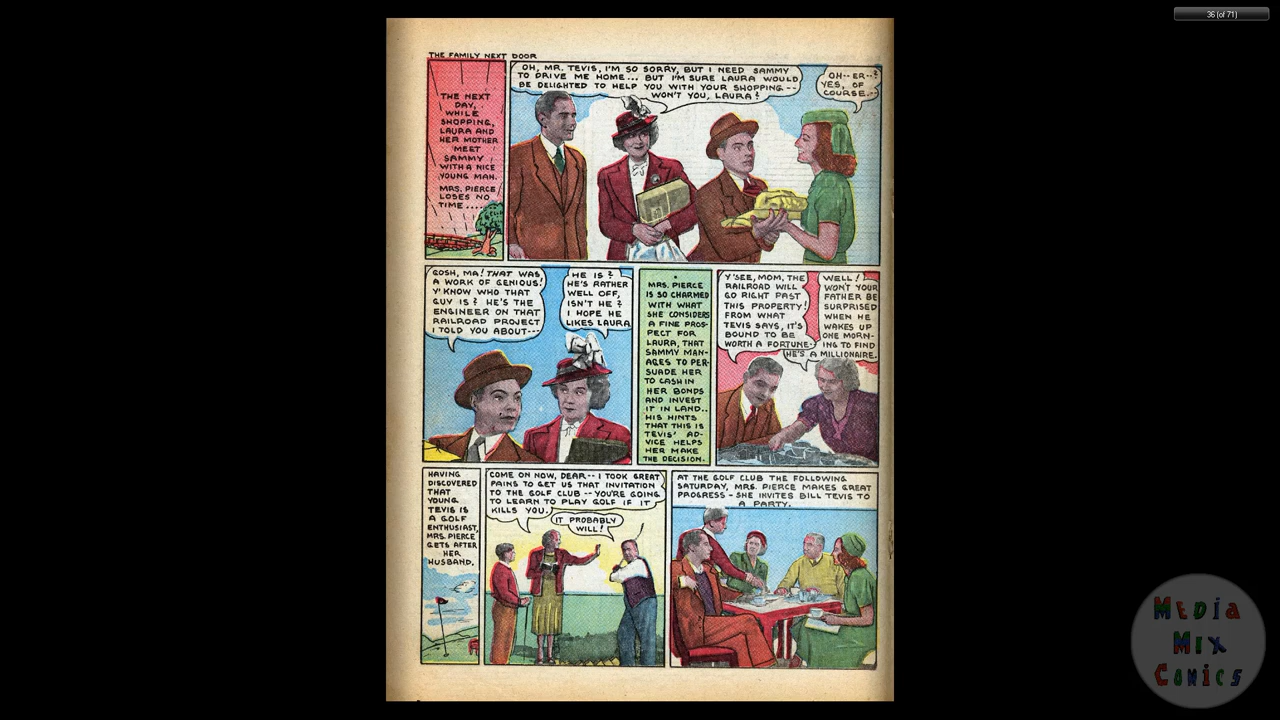 36 (of 71)
THE FAMILY NEXT DOOR
THE NEXT
DAY,
WHILE
SHOPPING,
LAURA AND
HER MOTHER
MEET
SAMMY
WITH A NICE
YOUNG MAN.
MRS. PIERCE
LOSES NO
TIME....
OH, MR. TEVIS, I'M SO SORRY, BUT I NEED SAMMY
TO DRIVE ME HOME... BUT I'M SURE LAURA WOULD
BE DELIGHTED TO HELP YOU WITH YOUR SHOPPING--
WON'T YOU, LAURA?
OH--ER--?
YES, OF
COURSE.--
GOSH, MA! THAT WAS
A WORK OF GENIOUS!
Y'KNOW WHO THAT
GUY IS? HE'S THE
ENGINEER ON THAT
RAILROAD PROJECT
I TOLD YOU ABOUT---
HE IS?
HE'S RATHER
WELL OFF,
ISN'T HE?
I HOPE HE
LIKES LAURA
MRS. PIERCE
IS SO CHARMED
WITH WHAT
SHE CONSIDERS
A FINE PROS-
PECT FOR
LAURA, THAT
SAMMY MAN-
AGES TO PER-
SUADE HER
TO CASH IN
HER BONDS
AND INVEST
IT IN LAND..
HIS HINTS
THAT THIS IS
TEVIS' AD-
VICE HELPS
HER MAKE
THE DECISION.
Y'SEE, MOM, THE
RAILROAD WILL
GO RIGHT PAST
THIS PROPERTY!
FROM WHAT
TEVIS SAYS, IT'S
BOUND TO BE
WORTH A FORTUNE--
WELL!
WON'T YOUR
FATHER BE
SURPRISED
WHEN HE
WAKES UP
ONE MORN-
ING TO FIND
HE'S A MILLIONAIRE.
HAVING
DISCOVERED
THAT
YOUNG
TEVIS IS
A GOLF
ENTHUSIAST,
MRS. PIERCE
GETS AFTER
HER
HUSBAND.
COME ON NOW, DEAR--I TOOK GREAT
PAINS TO GET US THAT INVITATION
TO THE GOLF CLUB--YOU'RE GOING
TO LEARN TO PLAY GOLF IF IT
KILLS YOU.
IT PROBABLY
WILL!
AT THE GOLF CLUB THE FOLLOWING
SATURDAY, MRS. PIERCE MAKES GREAT
PROGRESS - SHE INVITES BILL TEVIS TO
A PARTY.
MEDIA
MIX
COMICS